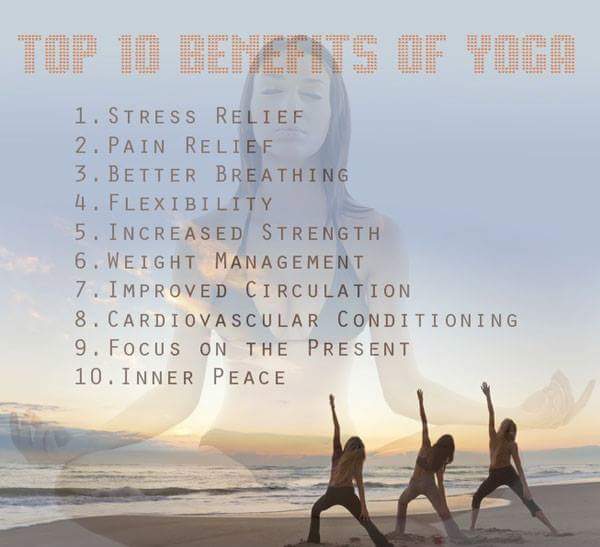 TOP 10 BENEFITS OF YOGA
1. STRESS RELIEF
2. PAIN RELIEF
3. BETTER BREATHING
4. FLEXIBILITY
5. INCREASED STRENGTH
6. WEIGHT MANAGEMENT
7. IMPROVED CIRCULATION
8. CARDIOVASCULAR CONDITIONING
9. FOCUS ON THE PRESENT
10. INNER PEACE